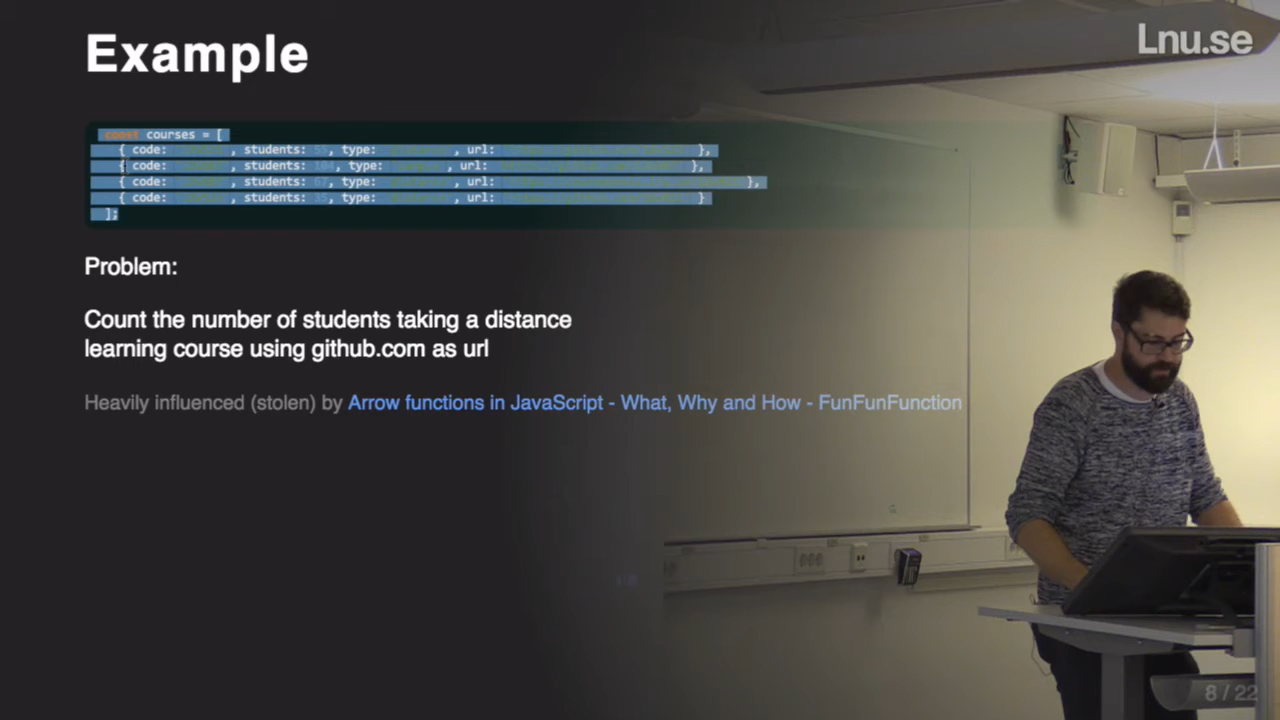 Example
Lnu.se
const courses = [
{ code: , students: , type: , url: },
{ code: , students: , type: , url: },
{ code: , students: , type: , url: },
{ code: , students: , type: , url: }
];
Problem:
Count the number of students taking a distance
learning course using github.com as url
Heavily influenced (stolen) by Arrow functions in JavaScript - What, Why and How - FunFunFunction
8 / 22